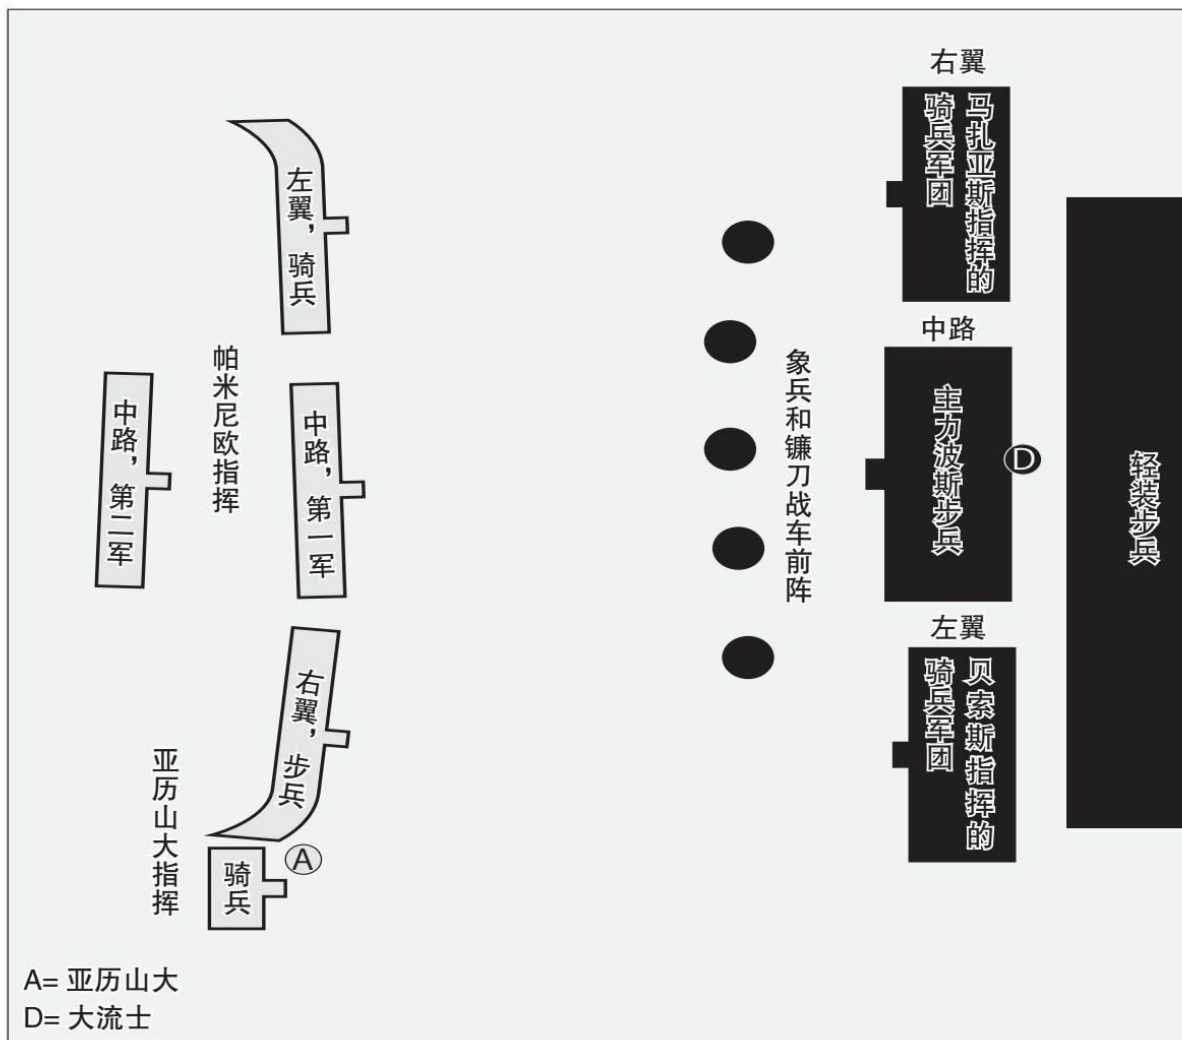 右翼
马扎亚斯指挥的
骑兵军团
左翼，骑兵
中路
帕米尼欧指挥
象兵和镰刀战车前阵
主力波斯步兵
中路，第二军
中路，第一军
D
轻装步兵
左翼
贝索斯指挥的
骑兵军团
右翼，步兵
亚历山大指挥
A
骑兵
A= 亚历山大
D= 大流士